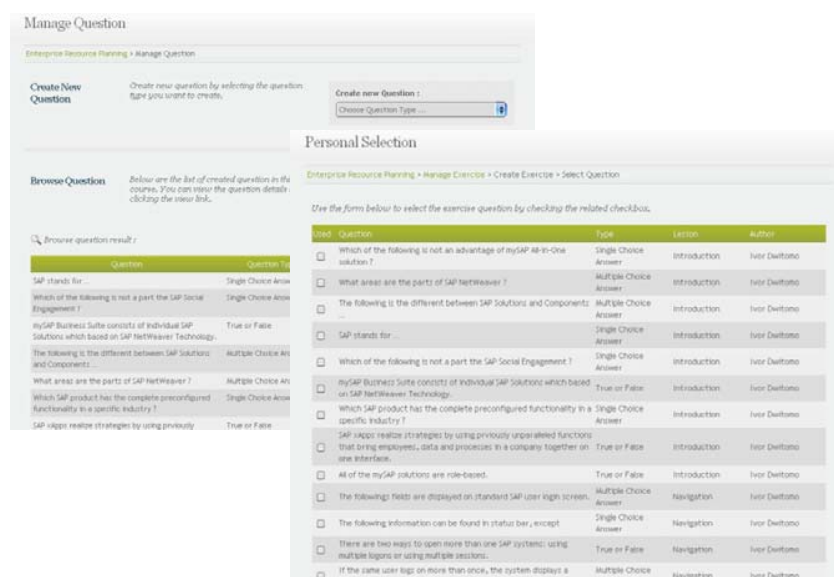 Manage Question
Enterprise Resource Planning > Manage Question
Create New
Question
Create new question by selecting the question
type you want to create.
Create new Question :
Choose Question Type ...
Browse Question
Below are the list of created question in the
course. You can view the question details
clicking the view link.
Browse question result :
Question
Question Ty
SAP stands for ...
Single Choice Answ
Which of the following is not a part the SAP Social
Engagement ?
Single Choice Answ
mySAP Business Suite consists of individual SAP
Solutions which based on SAP NetWeaver Technology.
True or False
The following is the different between SAP Solutions
and Components ...
Multiple Choice An
What areas are the parts of SAP NetWeaver ?
Multiple Choice An
Which SAP product has the complete preconfigured
functionality in a specific industry ?
Single Choice Answ
SAP xApps realize strategies by using prviously
True or False
Personal Selection
Enterprise Resource Planning > Manage Exercise > Create Exercise > Select Question
Use the form below to select the exercise question by checking the related checkbox.
Used Question Type Lession Author
Which of the following is not an advantage of mySAP All-in-One
solution ?
Single Choice
Answer
Introduction
Ivor Dwitomo
What areas are the parts of SAP NetWeaver ?
Multiple Choice
Answer
Introduction
Ivor Dwitomo
The following is the different between SAP Solutions and Components
...
Multiple Choice
Answer
Introduction
Ivor Dwitomo
SAP stands for ...
Single Choice
Answer
Introduction
Ivor Dwitomo
Which of the following is not a part the SAP Social Engagement ?
Single Choice
Answer
Introduction
Ivor Dwitomo
mySAP Business Suite consists of individual SAP Solutions which based
on SAP NetWeaver Technology.
True or False
Introduction
Ivor Dwitomo
Which SAP product has the complete preconfigured functionality in a
specific industry ?
Single Choice
Answer
Introduction
Ivor Dwitomo
SAP xApps realize strategies by using prviously unparalleled functions
that bring employees, data and processes in a company together on
one interface.
True or False
Introduction
Ivor Dwitomo
All of the mySAP solutions are role-based.
True or False
Introduction
Ivor Dwitomo
The followings fields are displayed on standard SAP user login screen.
Multiple Choice
Answer
Navigation
Ivor Dwitomo
The following information can be found in status bar, except
Single Choice
Answer
Navigation
Ivor Dwitomo
There are two ways to open more than one SAP systems: using
multiple logons or using multiple sessions.
True or False
Navigation
Ivor Dwitomo
If the same user logs on more than once, the system displays a
Multiple Choice
Navigation
Ivor Dwitomo